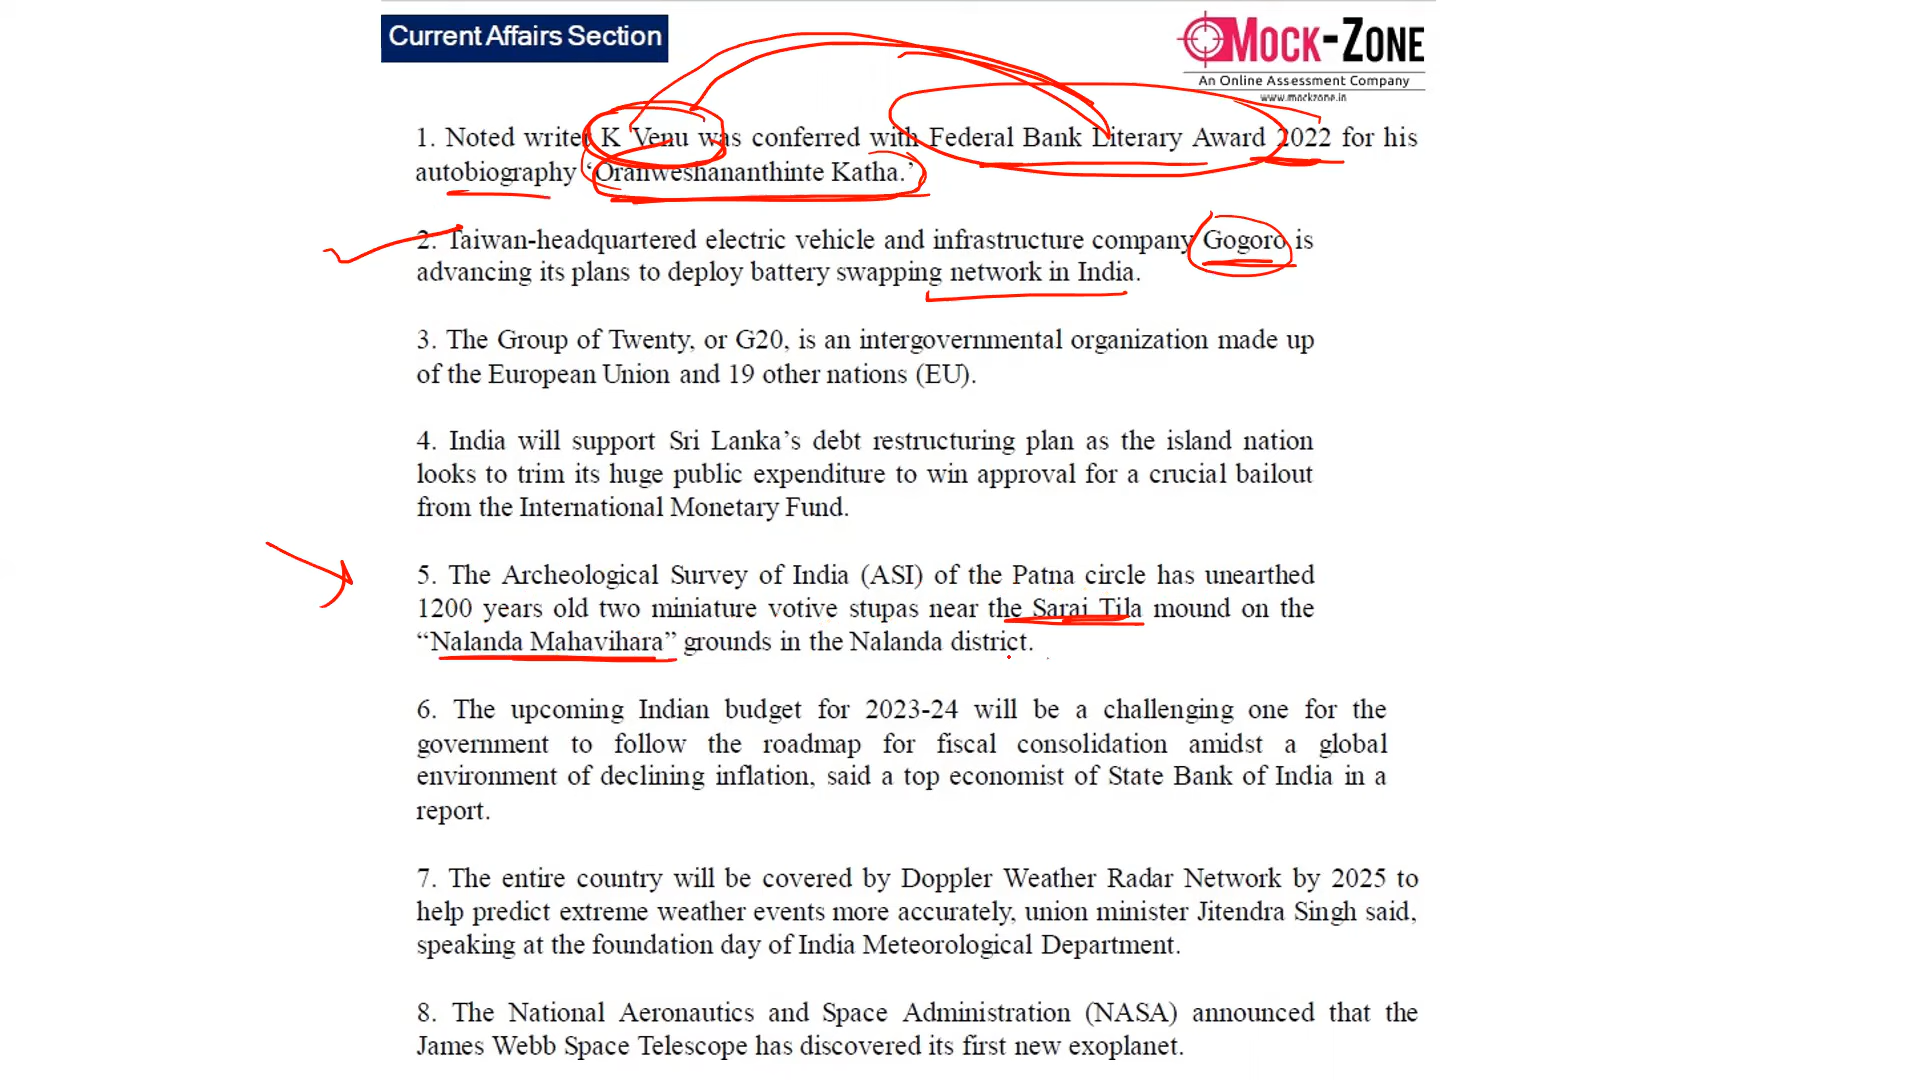 Current Affairs Section
MOCK-ZONE
An Online Assessment Company
www.mockzone.in
1. Noted writer K Venu was conferred with Federal Bank Literary Award 2022 for his
autobiography ‘Oranweshananthinte Katha.’
2. Taiwan-headquartered electric vehicle and infrastructure company Gogoro is
advancing its plans to deploy battery swapping network in India.
3. The Group of Twenty, or G20, is an intergovernmental organization made up
of the European Union and 19 other nations (EU).
4. India will support Sri Lanka’s debt restructuring plan as the island nation
looks to trim its huge public expenditure to win approval for a crucial bailout
from the International Monetary Fund.
5. The Archeological Survey of India (ASI) of the Patna circle has unearthed
1200 years old two miniature votive stupas near the Sarai Tila mound on the
“Nalanda Mahavihara” grounds in the Nalanda district.
6. The upcoming Indian budget for 2023-24 will be a challenging one for the
government to follow the roadmap for fiscal consolidation amidst a global
environment of declining inflation, said a top economist of State Bank of India in a
report.
7. The entire country will be covered by Doppler Weather Radar Network by 2025 to
help predict extreme weather events more accurately, union minister Jitendra Singh said,
speaking at the foundation day of India Meteorological Department.
8. The National Aeronautics and Space Administration (NASA) announced that the
James Webb Space Telescope has discovered its first new exoplanet.